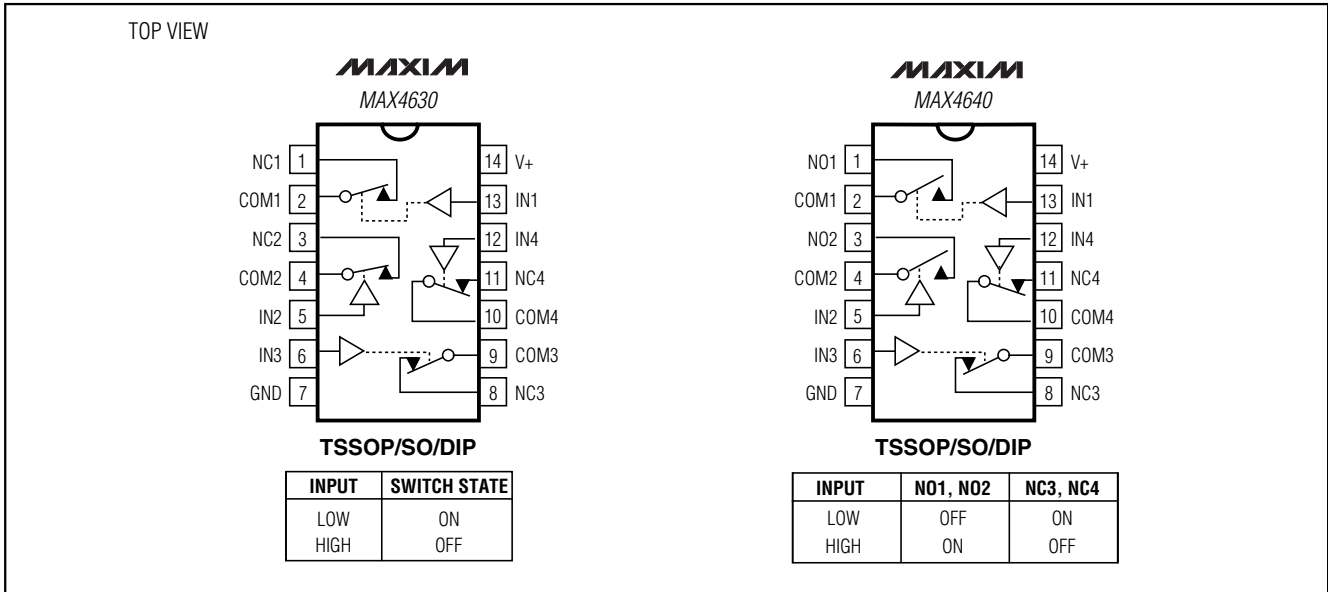 TOP VIEW
MAXIM
MAX4630
NC1 1 14 V+
COM1 2 13 IN1
NC2 3 12 IN4
COM2 4 11 NC4
IN2 5 10 COM4
IN3 6 9 COM3
GND 7 8 NC3
TSSOP/SO/DIP
INPUT SWITCH STATE
LOW ON
HIGH OFF
MAXIM
MAX4640
NO1 1 14 V+
COM1 2 13 IN1
NO2 3 12 IN4
COM2 4 11 NC4
IN2 5 10 COM4
IN3 6 9 COM3
GND 7 8 NC3
TSSOP/SO/DIP
INPUT NO1, NO2 NC3, NC4
LOW OFF ON
HIGH ON OFF